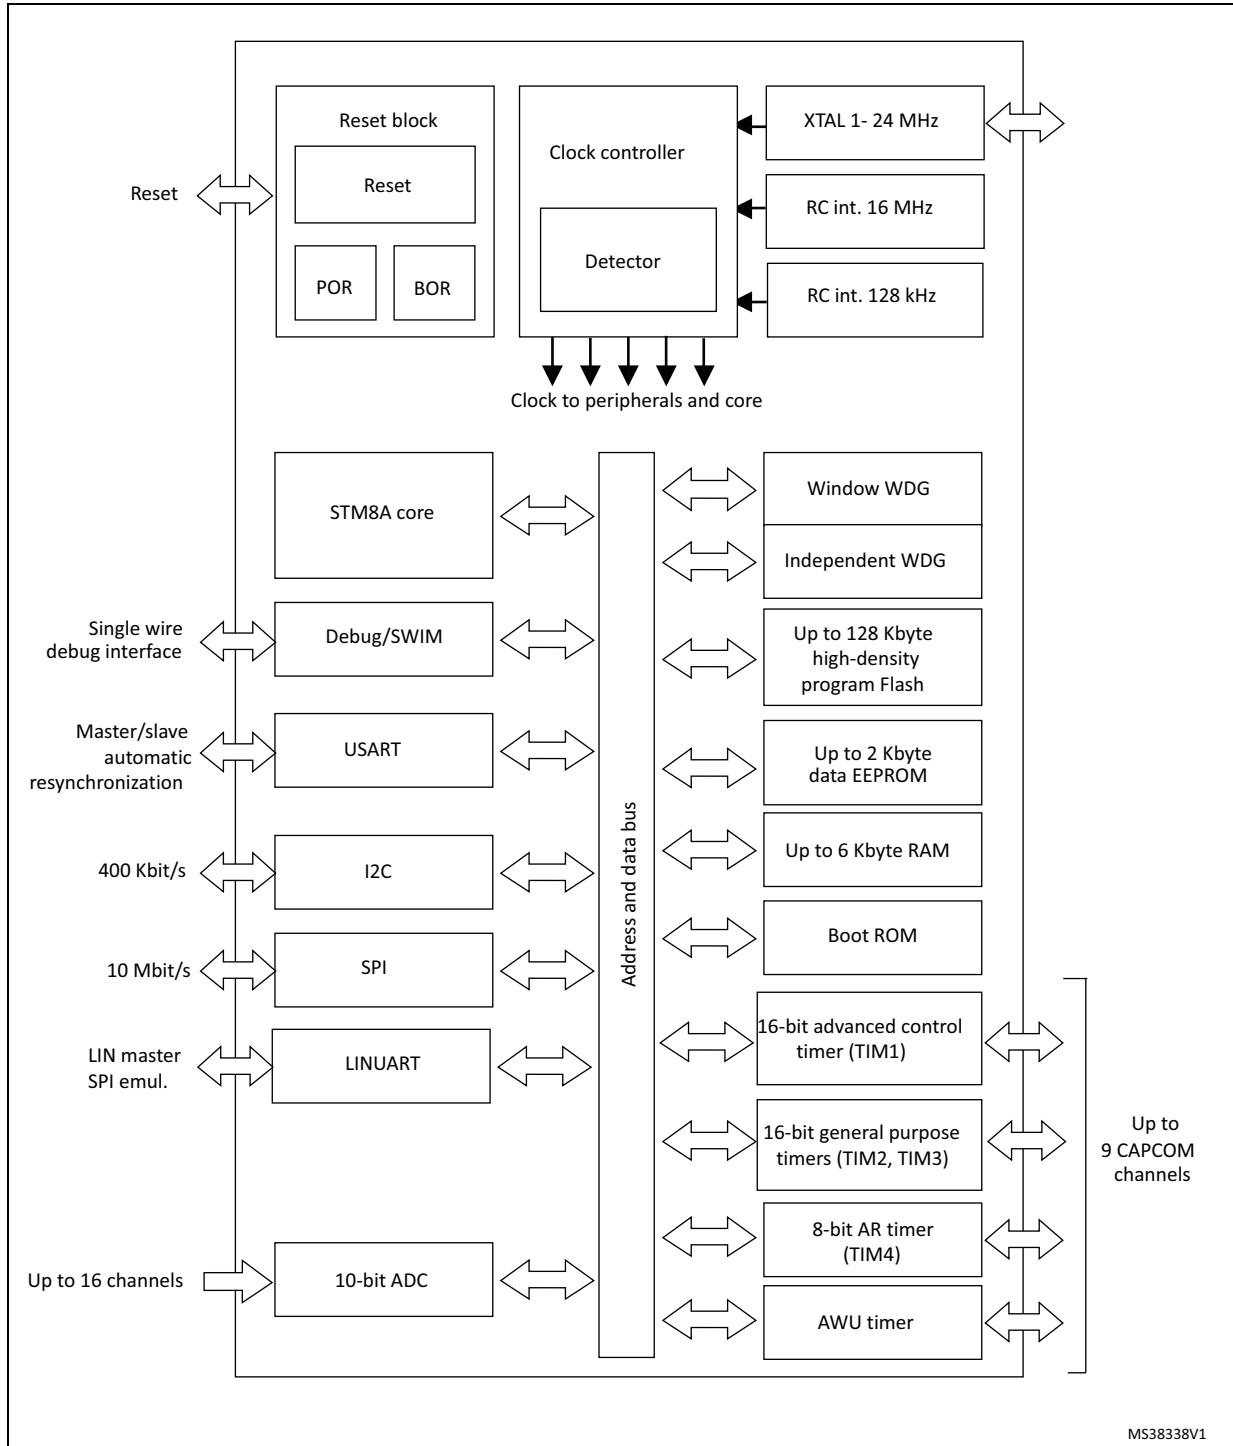 Reset block
Reset
POR
BOR
Reset
Clock controller
Detector
XTAL 1- 24 MHz
RC int. 16 MHz
RC int. 128 kHz
Clock to peripherals and core
STM8A core
Single wire
debug interface
Debug/SWIM
Master/slave
automatic
resynchronization
USART
400 Kbit/s
I2C
10 Mbit/s
SPI
LIN master
SPI emul.
LINUART
Up to 16 channels
10-bit ADC
Address and data bus
Window WDG
Independent WDG
Up to 128 Kbyte
high-density
program Flash
Up to 2 Kbyte
data EEPROM
Up to 6 Kbyte RAM
Boot ROM
16-bit advanced control
timer (TIM1)
16-bit general purpose
timers (TIM2, TIM3)
8-bit AR timer
(TIM4)
AWU timer
Up to
9 CAPCOM
channels
MS38338V1